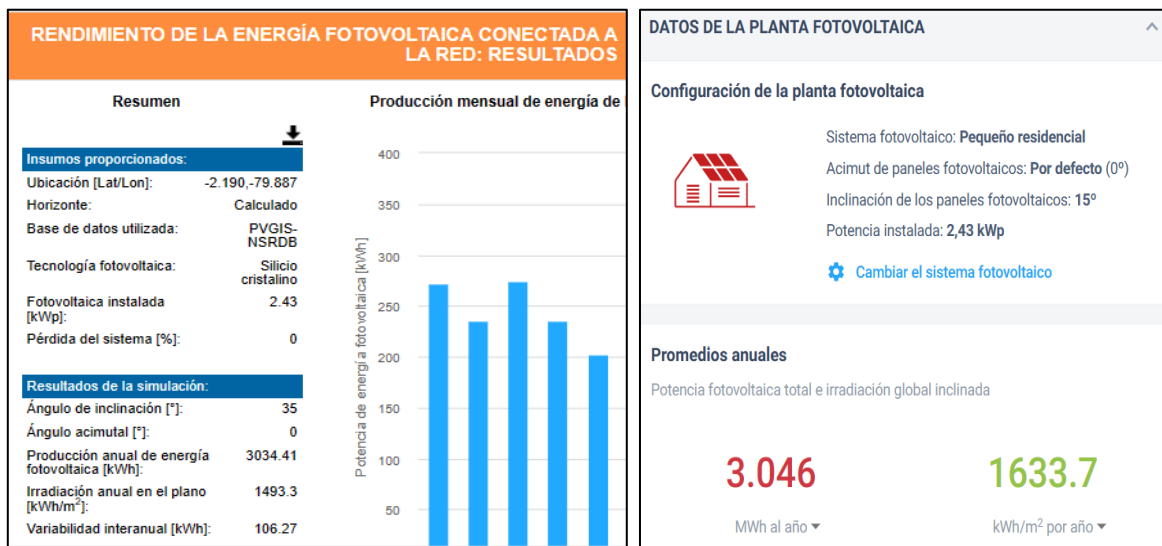 RENDIMIENTO DE LA ENERGÍA FOTOVOLTAICA CONECTADA A
LA RED: RESULTADOS
Resumen
Insumos proporcionados:
Ubicación [Lat/Lon]: -2.190,-79.887
Horizonte: Calculado
Base de datos utilizada: PVGIS-
NSRDB
Tecnología fotovoltaica: Silicio
cristalino
Fotovoltaica instalada 2.43
[kWp]:
Pérdida del sistema [%]: 0
Resultados de la simulación:
Ángulo de inclinación [°]: 35
Ángulo acimutal [°]: 0
Producción anual de energía 3034.41
fotovoltaica [kWh]:
Irradiación anual en el plano 1493.3
[kWh/m²]:
Variabilidad interanual [kWh]: 106.27
Producción mensual de energía de
Potencia de energía fotovoltaica [kWh]
400
350
300
250
200
150
100
50
DATOS DE LA PLANTA FOTOVOLTAICA
Configuración de la planta fotovoltaica
Sistema fotovoltaico: Pequeño residencial
Acimut de paneles fotovoltaicos: Por defecto (0º)
Inclinación de los paneles fotovoltaicos: 15º
Potencia instalada: 2,43 kWp
Cambiar el sistema fotovoltaico
Promedios anuales
Potencia fotovoltaica total e irradiación global inclinada
3.046
MWh al año
1633.7
kWh/m² por año